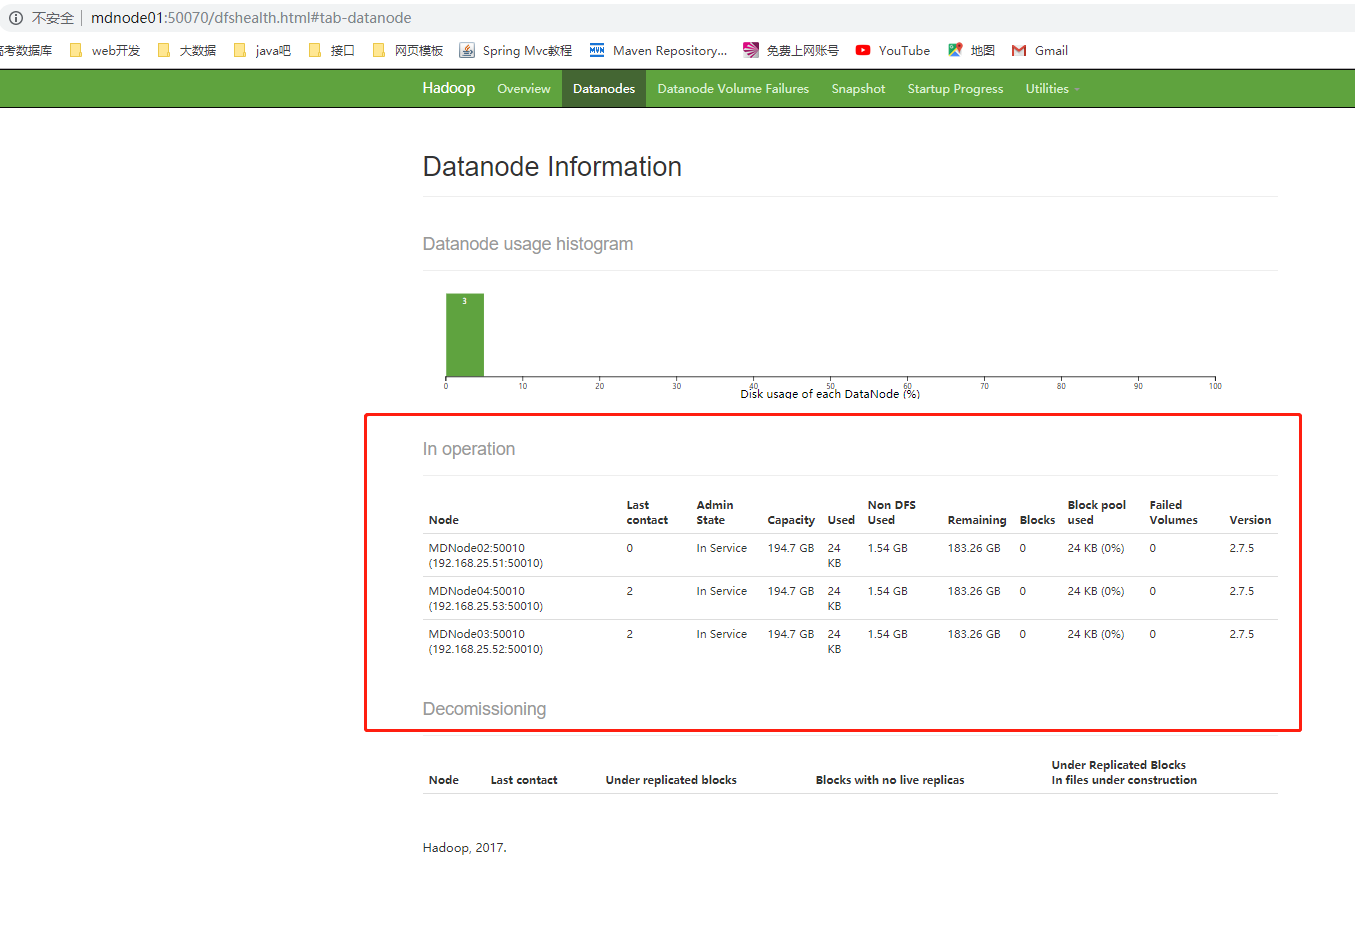 不安全 mdnode01:50070/dfshealth.html#tab-datanode
考数据库 web开发 大数据 java吧 接口 网页模板 Spring Mvc教程 Maven Repository... 免费上网账号 YouTube 地图 Gmail
Hadoop Overview Datanodes Datanode Volume Failures Snapshot Startup Progress Utilities
Datanode Information
Datanode usage histogram
3
0 10 20 30 40 50 60 70 80 90 100
Disk usage of each DataNode (%)
In operation
Node Last contact Admin State Capacity Used Non DFS Used Remaining Blocks Block pool used Failed Volumes Version
MDNode02:50010 (192.168.25.51:50010) 0 In Service 194.7 GB 24 KB 1.54 GB 183.26 GB 0 24 KB (0%) 0 2.7.5
MDNode04:50010 (192.168.25.53:50010) 2 In Service 194.7 GB 24 KB 1.54 GB 183.26 GB 0 24 KB (0%) 0 2.7.5
MDNode03:50010 (192.168.25.52:50010) 2 In Service 194.7 GB 24 KB 1.54 GB 183.26 GB 0 24 KB (0%) 0 2.7.5
Decomissioning
Node Last contact Under replicated blocks Blocks with no live replicas Under Replicated Blocks In files under construction
Hadoop, 2017.